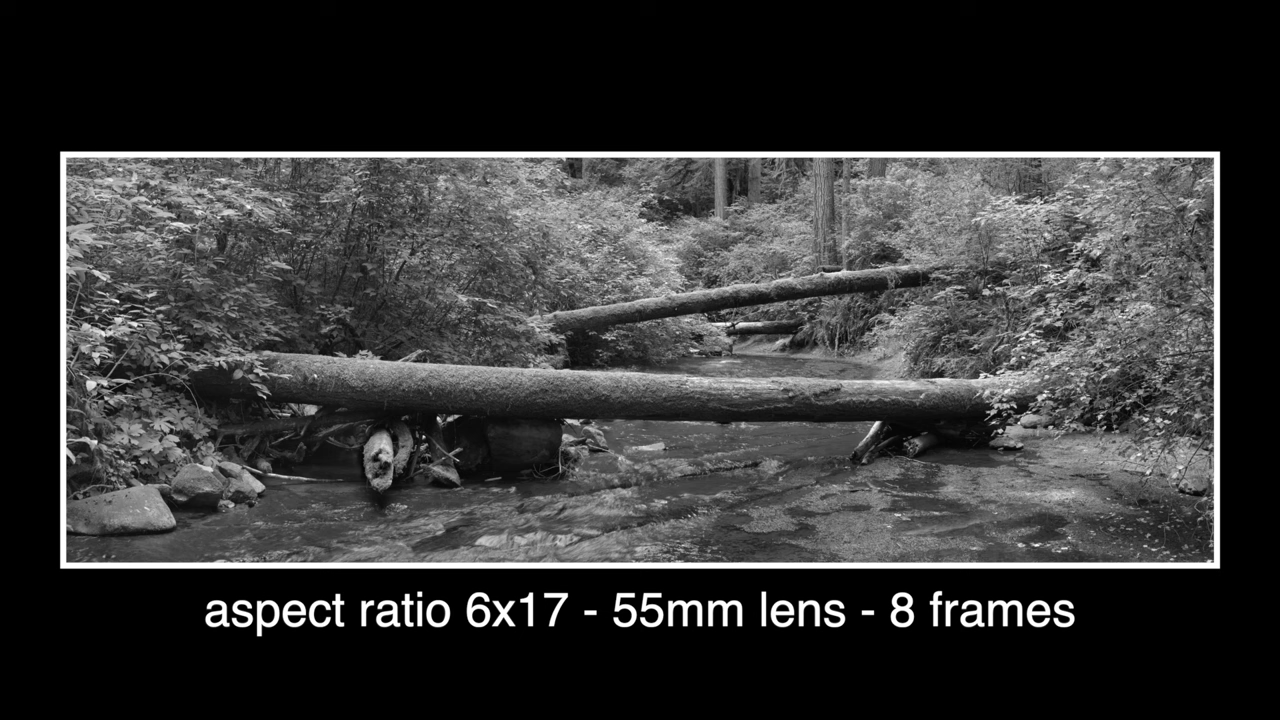 aspect ratio 6x17 - 55mm lens - 8 frames